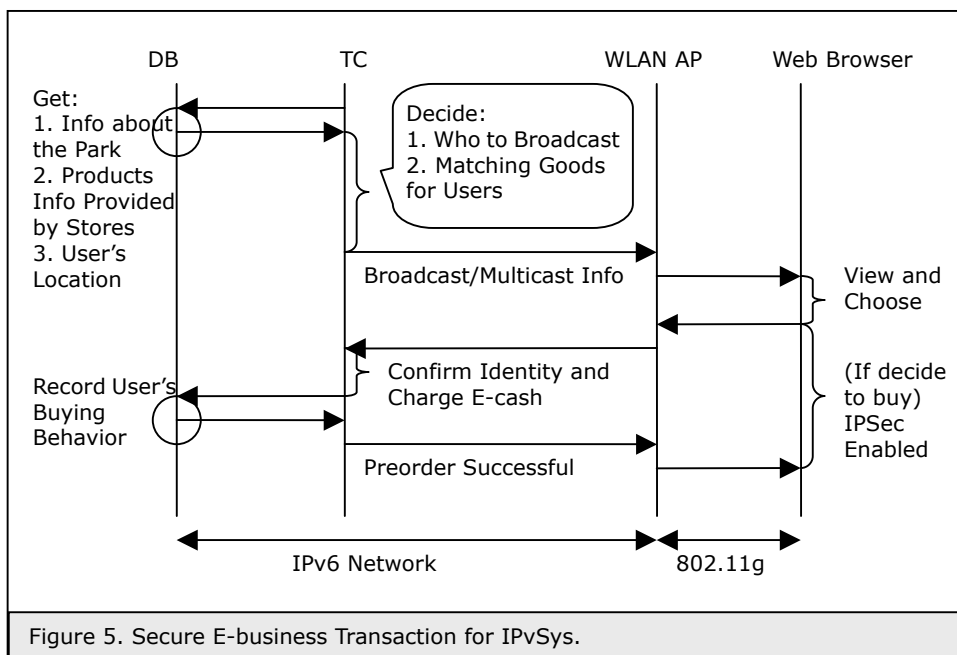 DB
TC
WLAN AP
Web Browser
Get:
1. Info about
the Park
2. Products
Info Provided
by Stores
3. User's
Location
Decide:
1. Who to Broadcast
2. Matching Goods
for Users
Broadcast/Multicast Info
View and
Choose
Confirm Identity and
Charge E-cash
Record User's
Buying
Behavior
(If decide
to buy)
IPSec
Enabled
Preorder Successful
IPv6 Network
802.11g
Figure 5. Secure E-business Transaction for IPvSys.